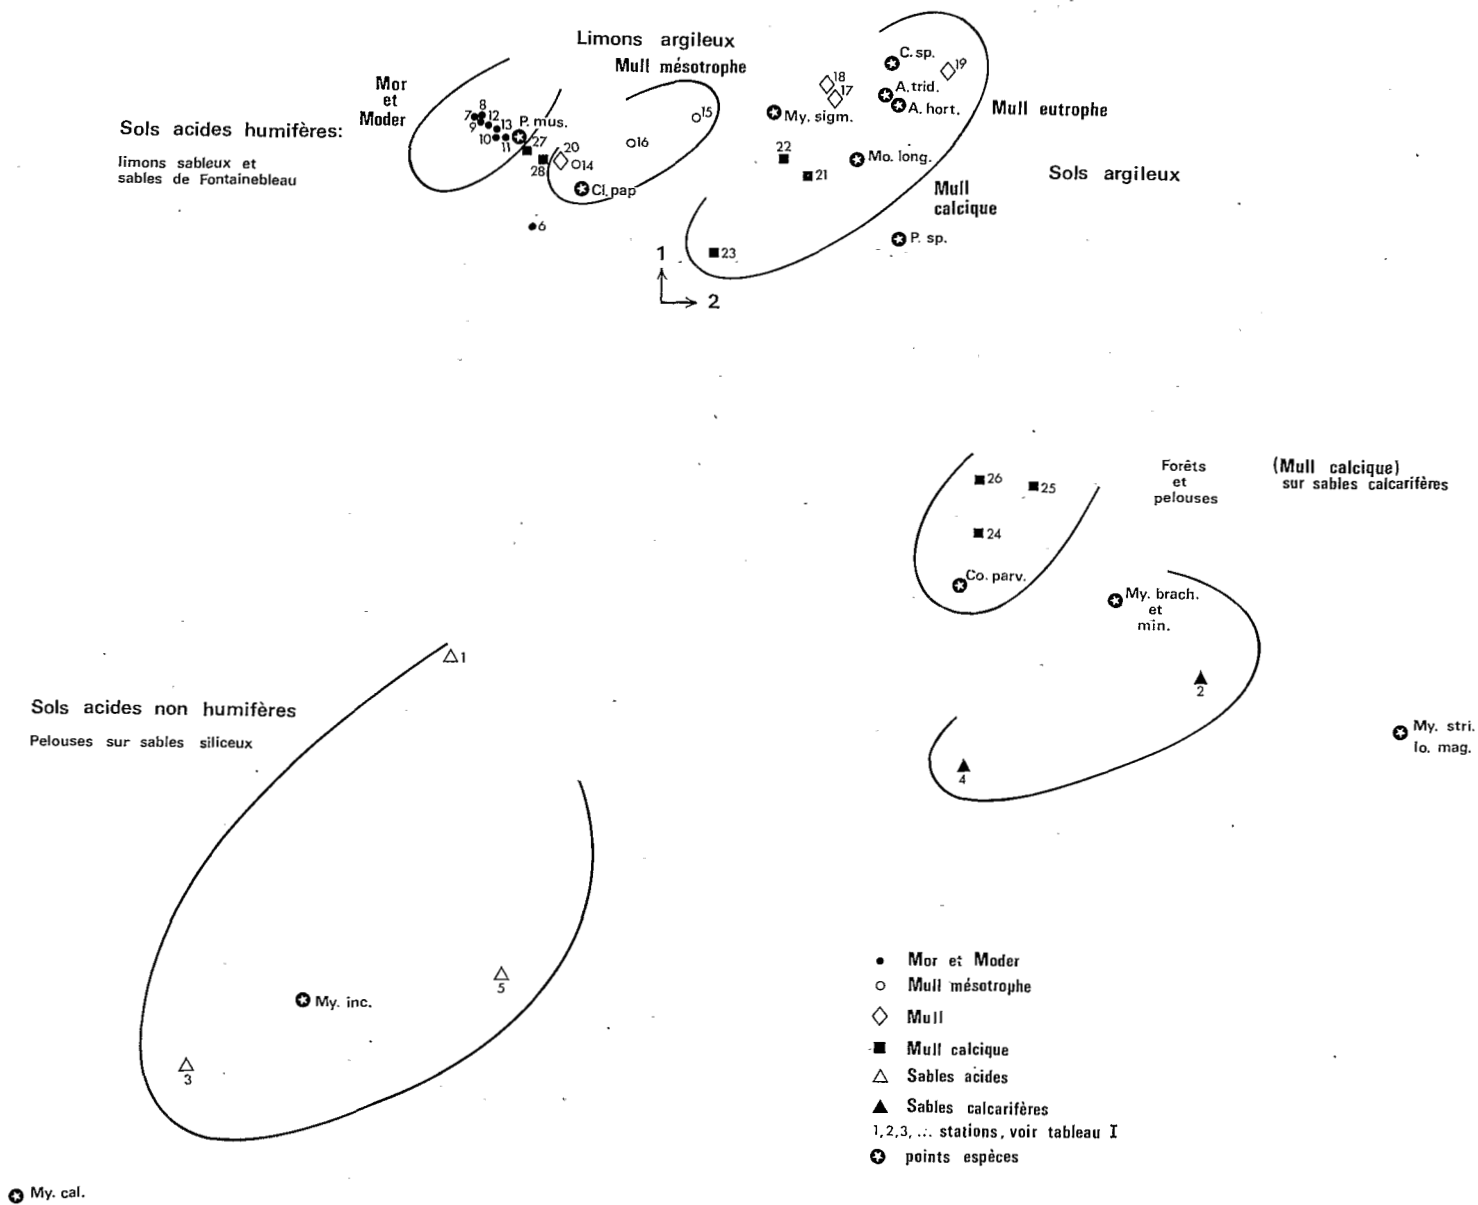 Limons argileux
Mull mésotrophe
Mor
et
Moder
Sols acides humifères:
limons sableux et
sables de Fontainebleau
7
8
9
12
13
10
11
P. mus.
27
28
20
14
Cl. pap
6
16
15
18
17
C. sp.
19
A. trid.
A. hort.
My. sigm.
Mull eutrophe
22
21
Mo. long.
Sols argileux
Mull
calcique
P. sp.
23
1
2
26
25
24
Co. parv.
Forêts
et
pelouses
(Mull calcique)
sur sables calcarifères
My. brach.
et
min.
2
4
My. stri.
lo. mag.
1
Sols acides non humifères
Pelouses sur sables siliceux
5
My. inc.
3
My. cal.
Mor et Moder
Mull mésotrophe
Mull
Mull calcique
Sables acides
Sables calcarifères
1,2,3, ... stations, voir tableau I
points espèces